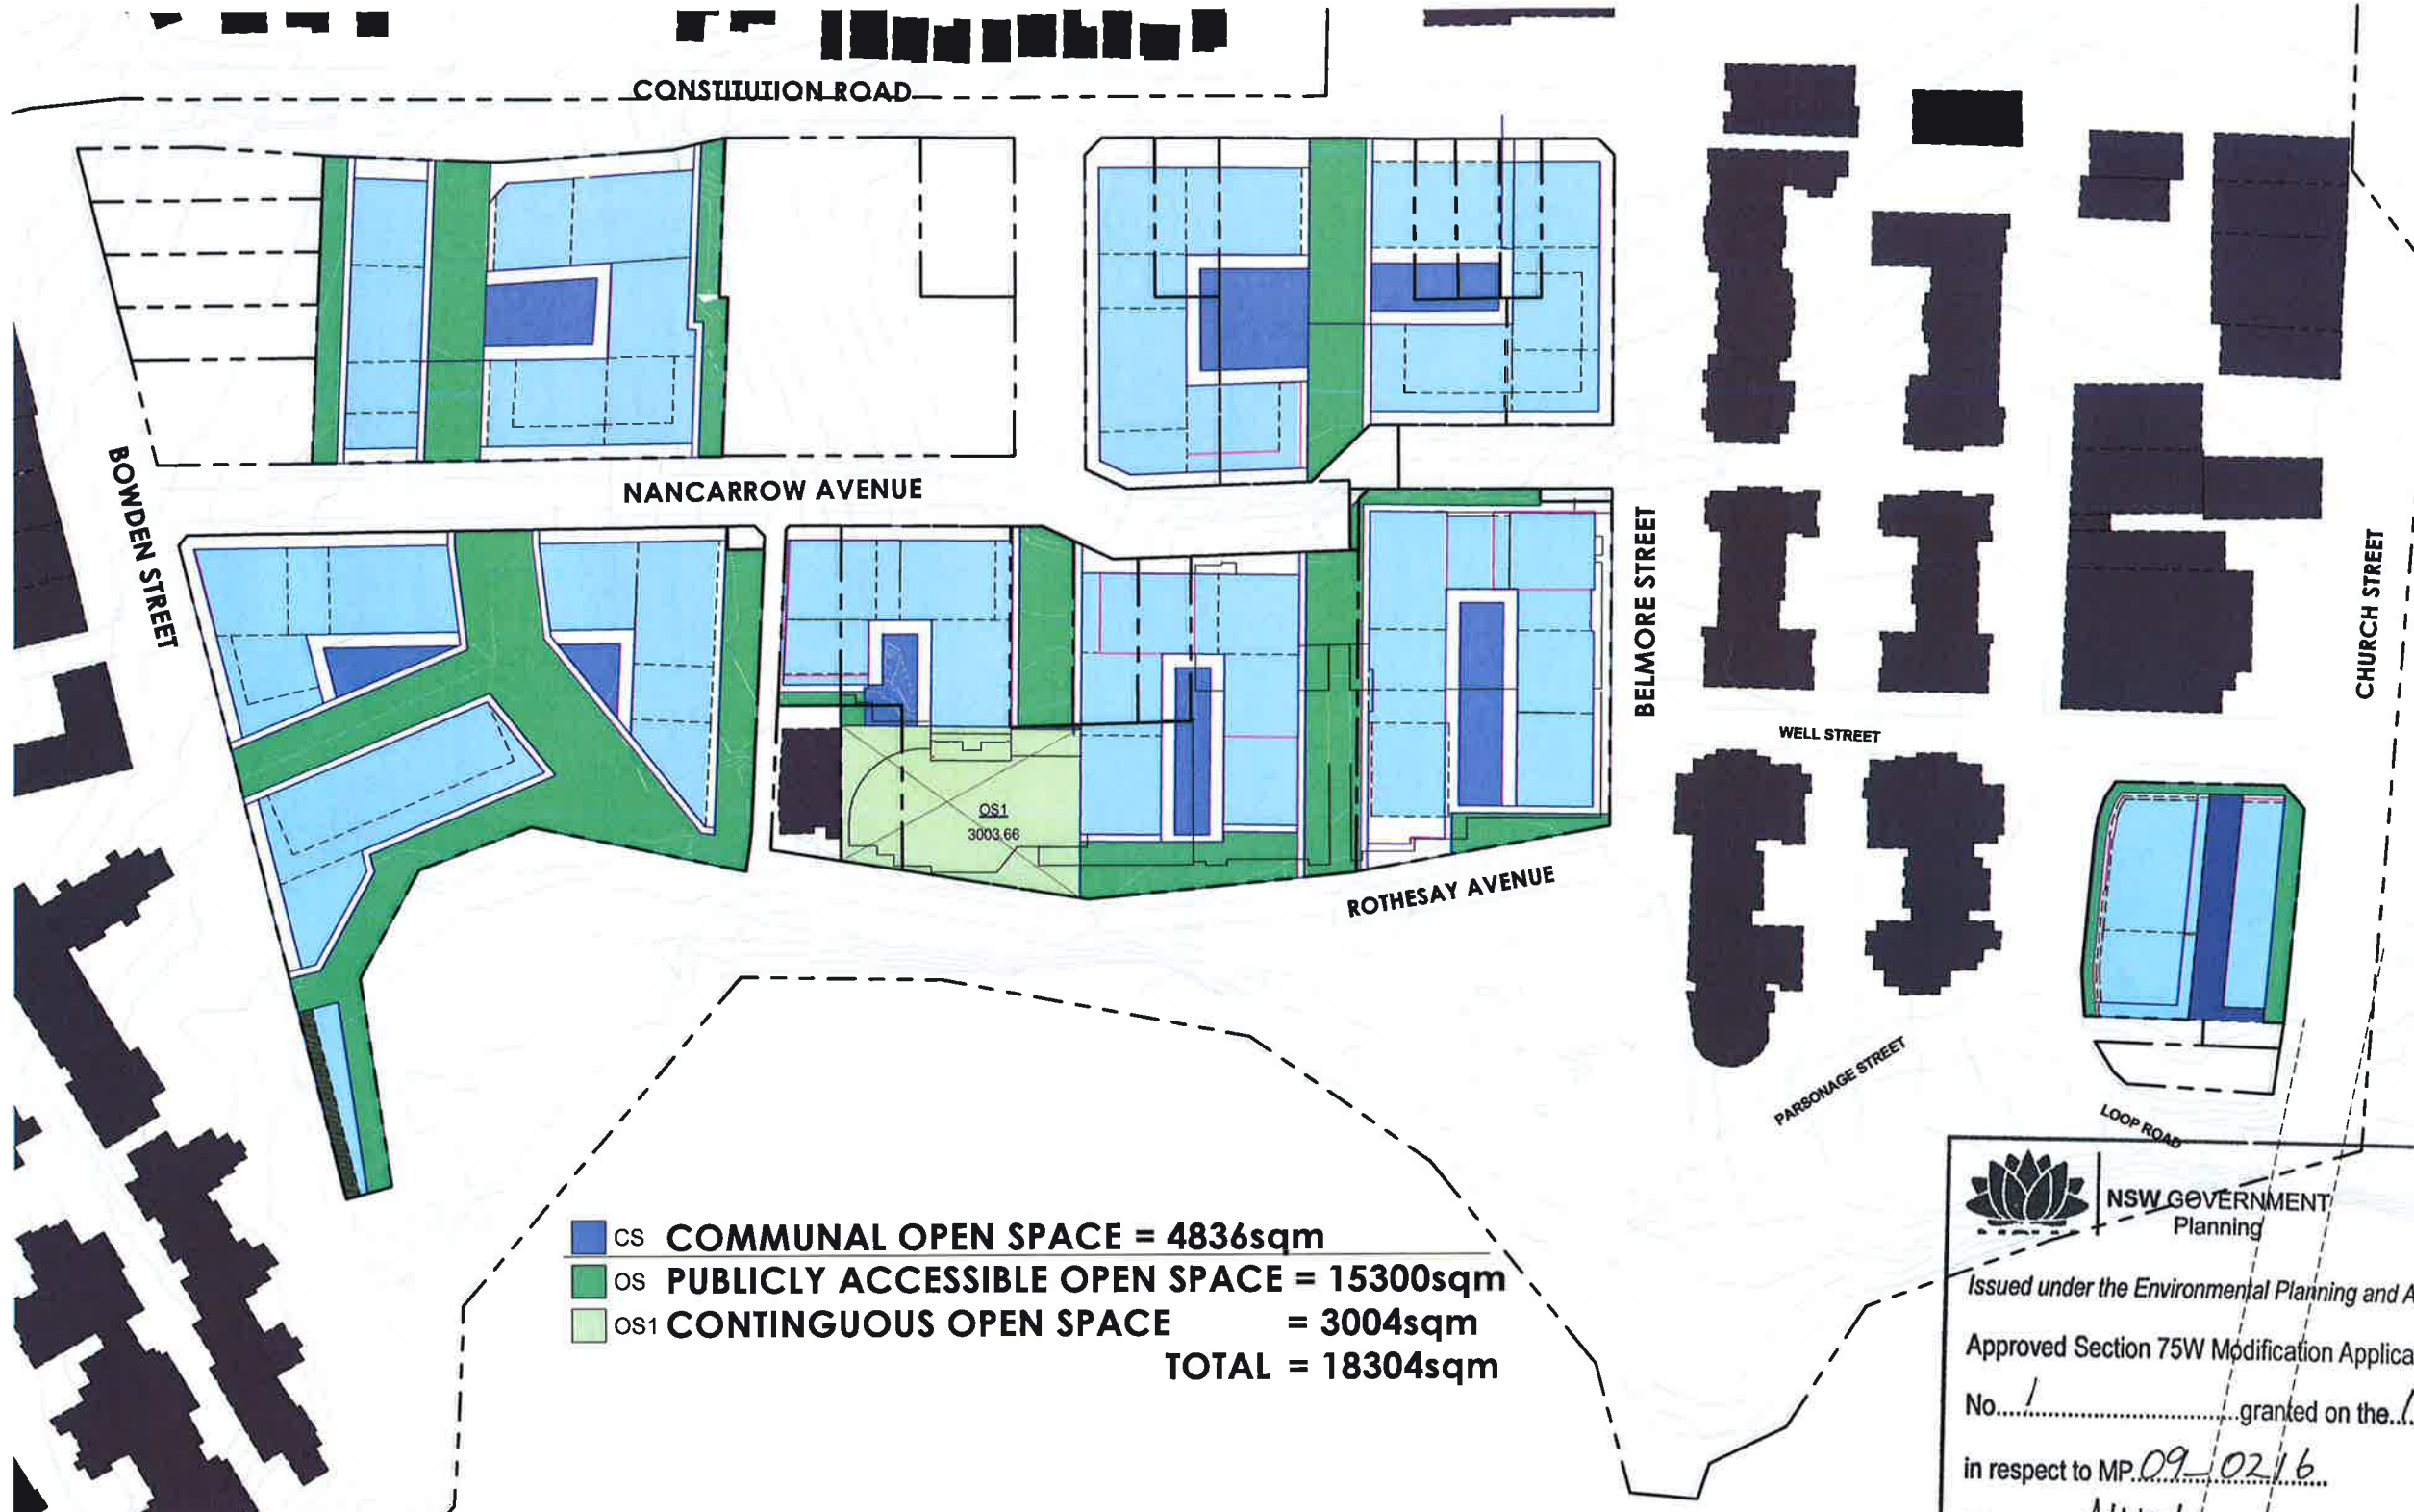 CONSTITUTION ROAD
NANCARROW AVENUE
BOWDEN STREET
BELMORE STREET
CHURCH STREET
WELL STREET
OS1
3003.66
ROTHESAY AVENUE
PARSONAGE STREET
LOOP ROAD
CS COMMUNAL OPEN SPACE = 4836sqm
OS PUBLICLY ACCESSIBLE OPEN SPACE = 15300sqm
OS1 CONTINGUOUS OPEN SPACE = 3004sqm
TOTAL = 18304sqm
NSW GOVERNMENT
Planning
Issued under the Environmental Planning and A
Approved Section 75W Modification Applica
No....1....granted on the...
in respect to MP 09_0216